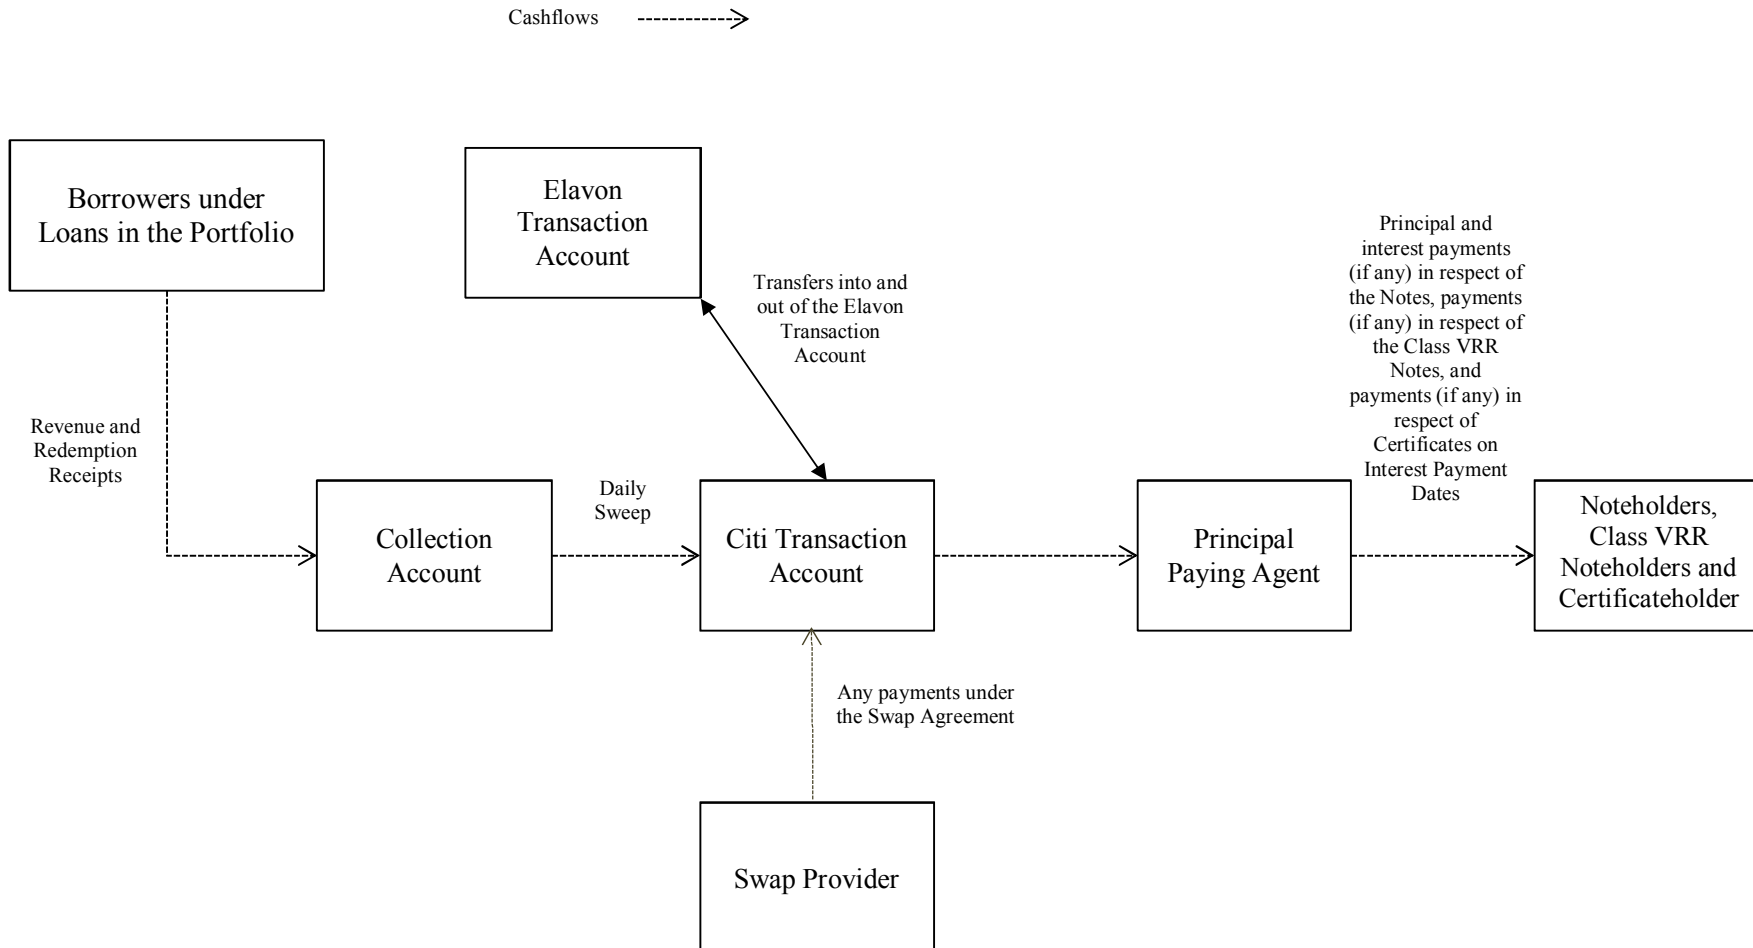 Cashflows
Borrowers under
Loans in the Portfolio
Elavon
Transaction
Account
Transfers into and
out of the Elavon
Transaction
Account
Principal and
interest payments
(if any) in respect of
the Notes, payments
(if any) in respect of
the Class VRR
Notes, and
payments (if any) in
respect of
Certificates on
Interest Payment
Dates
Revenue and
Redemption
Receipts
Collection
Account
Daily
Sweep
Citi Transaction
Account
Principal
Paying Agent
Noteholders,
Class VRR
Noteholders and
Certificateholder
Any payments under
the Swap Agreement
Swap Provider